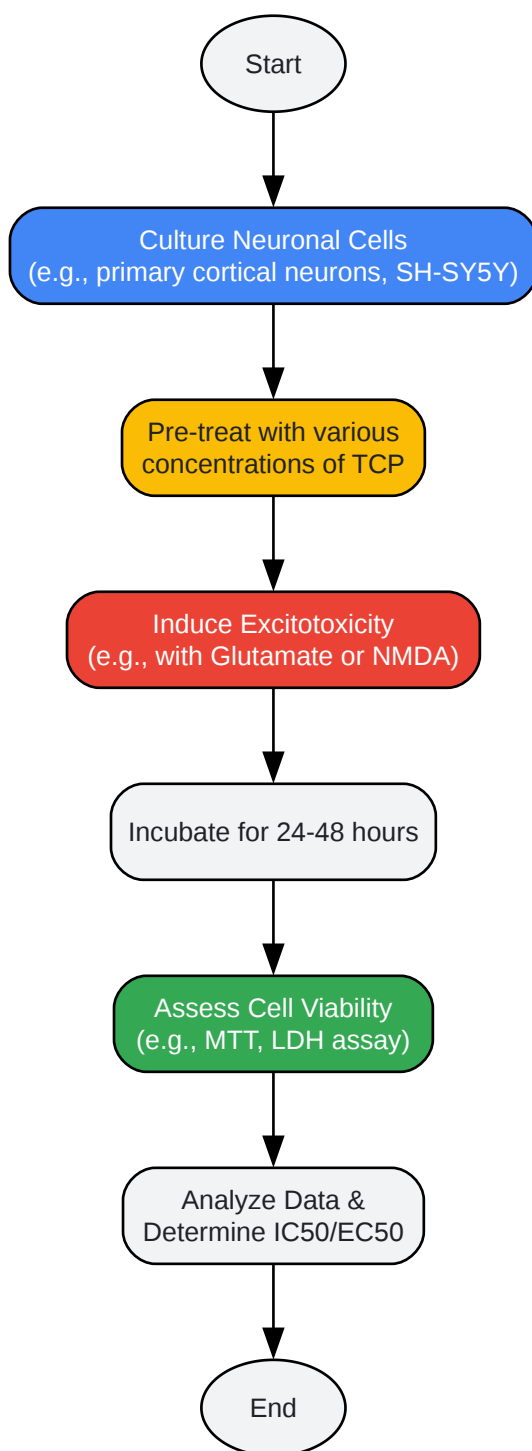 Start
Culture Neuronal Cells
(e.g., primary cortical neurons, SH-SY5Y)
Pre-treat with various
concentrations of TCP
Induce Excitotoxicity
(e.g., with Glutamate or NMDA)
Incubate for 24-48 hours
Assess Cell Viability
(e.g., MTT, LDH assay)
Analyze Data &
Determine IC50/EC50
End